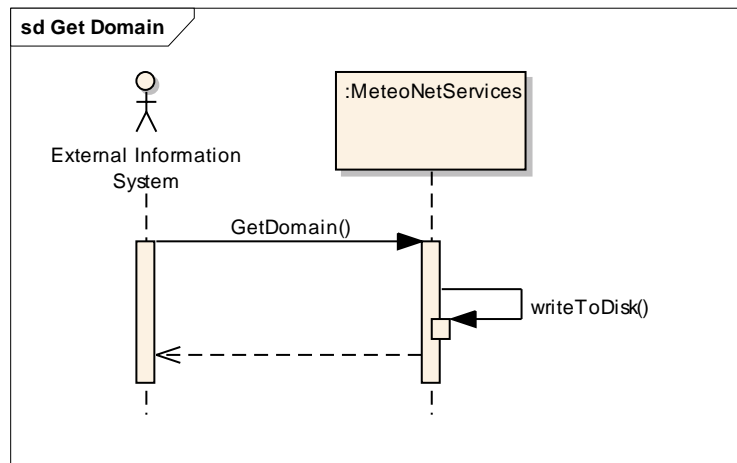 sd Get Domain
:MeteoNetServices
External Information
System
GetDomain()
writeToDisk()